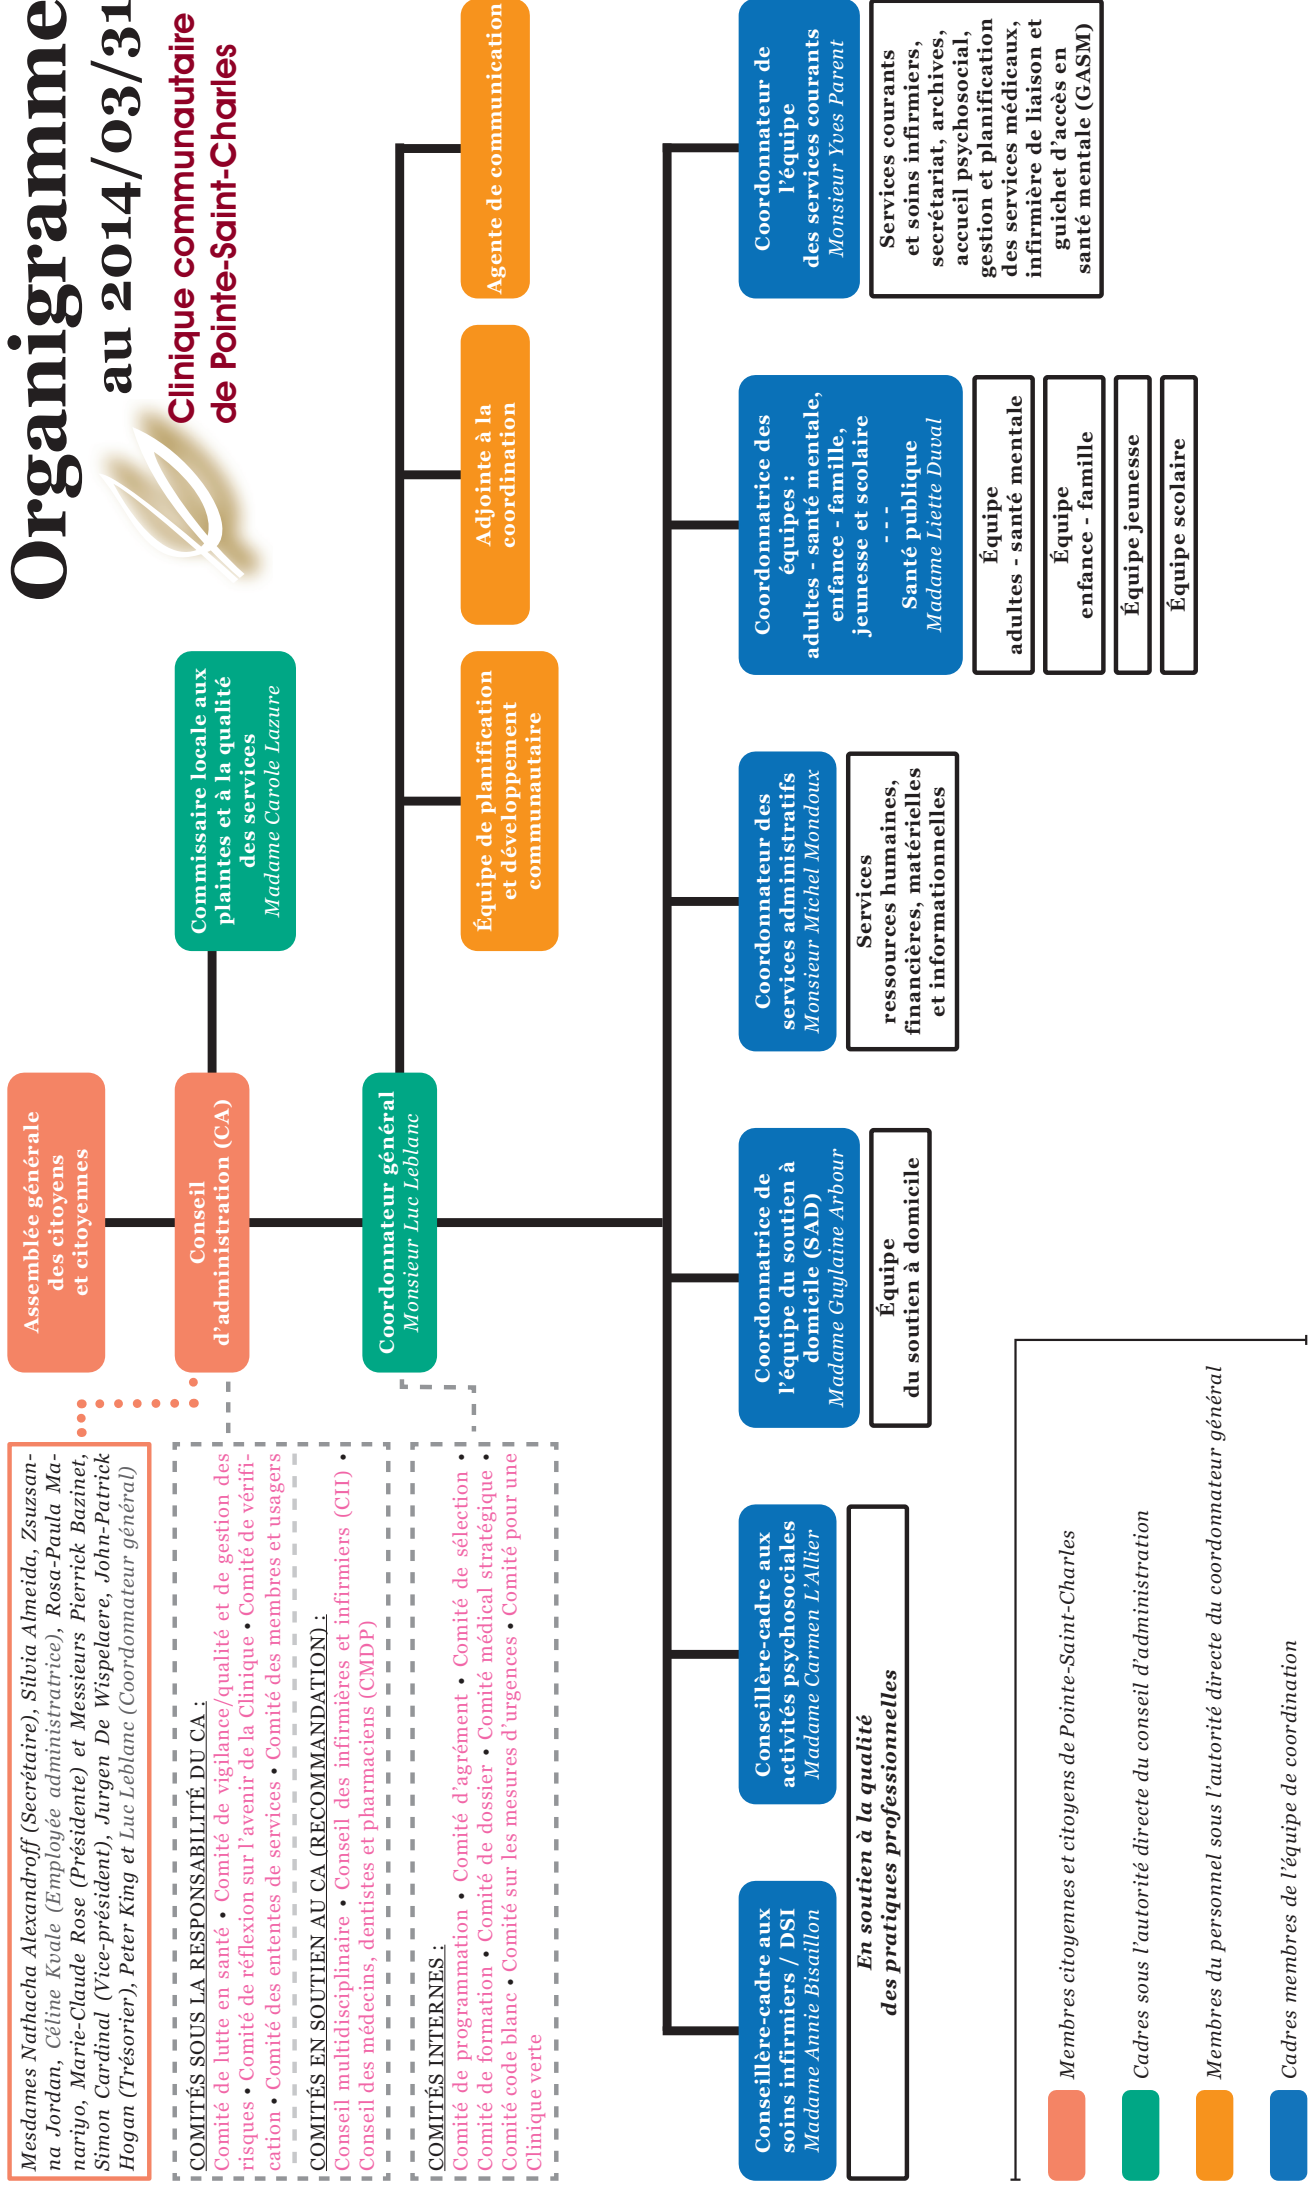 Organigramme
au 2014/03/31
Clinique communautaire
de Pointe-Saint-Charles
Assemblée générale
des citoyens
et citoyennes
Conseil
d'administration (CA)
Commissaire locale aux
plaintes et à la qualité
des services
Madame Carole Lazure
Coordonnateur général
Monsieur Luc Leblanc
Mesdames Nathacha Alexandroff (Secrétaire), Silvia Almeida, Zsuzsan-
na Jordan, Céline Kvale (Employée administratrice), Rosa-Paula Ma-
nariyo, Marie-Claude Rose (Présidente) et Messieurs Pierrick Bazinet,
Simon Cardinal (Vice-président), Jurgen De Wispelaere, John-Patrick
Hogan (Trésorier), Peter King et Luc Leblanc (Coordonnateur général)
COMITÉS SOUS LA RESPONSABILITÉ DU CA :
Comité de lutte en santé • Comité de vigilance/qualité et de gestion des
risques • Comité de réflexion sur l'avenir de la Clinique • Comité de vérifi-
cation • Comité des ententes de services • Comité des membres et usagers
COMITÉS EN SOUTIEN AU CA (RECOMMANDATION) :
Conseil multidisciplinaire • Conseil des infirmières et infirmiers (CII) •
Conseil des médecins, dentistes et pharmaciens (CMDP)
COMITÉS INTERNES :
Comité de programmation • Comité d'agrément • Comité de sélection •
Comité de formation • Comité de dossier • Comité médical stratégique •
Comité code blanc • Comité sur les mesures d'urgences • Comité pour une
Clinique verte
Équipe de planification
et développement
communautaire
Adjointe à la
coordination
Agente de communication
Conseillère-cadre aux
soins infirmiers / DSI
Madame Annie Bisaillon
Conseillère-cadre aux
activités psychosociales
Madame Carmen L'Allier
En soutien à la qualité
des pratiques professionnelles
Coordonnatrice de
l'équipe du soutien à
domicile (SAD)
Madame Guylaine Arbour
Équipe
du soutien à domicile
Coordonnateur des
services administratifs
Monsieur Michel Mondoux
Services
ressources humaines,
financières, matérielles
et informationnelles
Coordonnatrice des
équipes :
adultes - santé mentale,
enfance - famille,
jeunesse et scolaire
- - -
Santé publique
Madame Liette Duval
Équipe
adultes - santé mentale
Équipe
enfance - famille
Équipe jeunesse
Équipe scolaire
Coordonnateur de
l'équipe
des services courants
Monsieur Yves Parent
Services courants
et soins infirmiers,
secrétariat, archives,
accueil psychosocial,
gestion et planification
des services médicaux,
infirmière de liaison et
guichet d'accès en
santé mentale (GASM)
Membres citoyennes et citoyens de Pointe-Saint-Charles
Cadres sous l'autorité directe du conseil d'administration
Membres du personnel sous l'autorité directe du coordonnateur général
Cadres membres de l'équipe de coordination